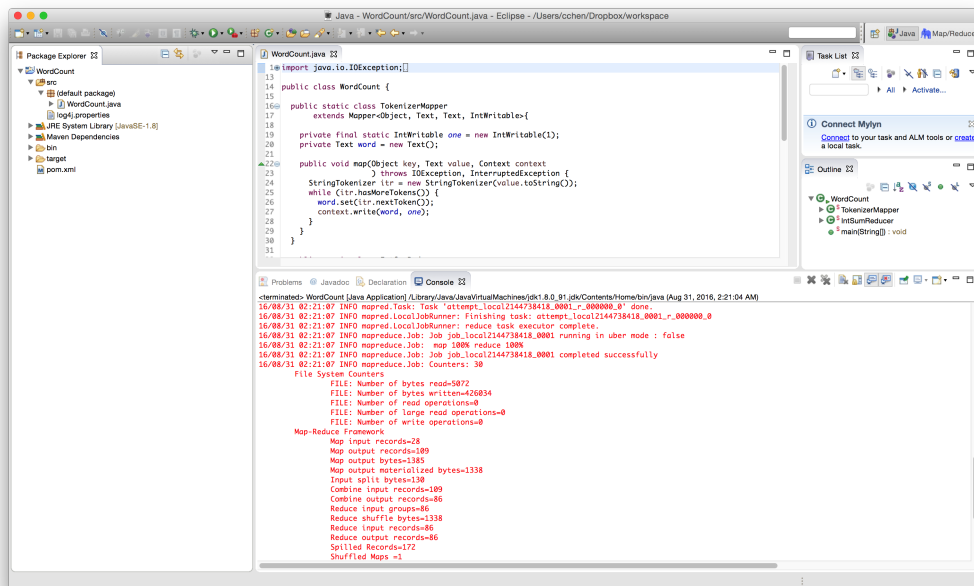 Java - WordCount/src/WordCount.java - Eclipse - /Users/cchen/Dropbox/workspace
Java
Map/Reduce
Package Explorer
WordCount
src
(default package)
WordCount.java
log4j.properties
JRE System Library [JavaSE-1.8]
Maven Dependencies
bin
target
pom.xml
WordCount.java
1 import java.io.IOException;
13
14 public class WordCount {
15
16 public static class TokenizerMapper
17 extends Mapper<Object, Text, Text, IntWritable>{
18
19 private final static IntWritable one = new IntWritable(1);
20 private Text word = new Text();
21
22 public void map(Object key, Text value, Context context
23 ) throws IOException, InterruptedException {
24 StringTokenizer itr = new StringTokenizer(value.toString());
25 while (itr.hasMoreTokens()) {
26 word.set(itr.nextToken());
27 context.write(word, one);
28 }
29 }
30 }
31
Task List
All
Activate...
Connect Mylyn
Connect to your task and ALM tools or create
a local task.
Outline
WordCount
TokenizerMapper
IntSumReducer
main(String[]) : void
Problems
Javadoc
Declaration
Console
<terminated> WordCount [Java Application] /Library/Java/JavaVirtualMachines/jdk1.8.0_91.jdk/Contents/Home/bin/java (Aug 31, 2016, 2:21:04 AM)
16/08/31 02:21:07 INFO mapred.Task: Task 'attempt_local2144738418_0001_r_000000_0' done.
16/08/31 02:21:07 INFO mapred.LocalJobRunner: Finishing task: attempt_local2144738418_0001_r_000000_0
16/08/31 02:21:07 INFO mapred.LocalJobRunner: reduce task executor complete.
16/08/31 02:21:07 INFO mapreduce.Job: Job job_local2144738418_0001 running in uber mode : false
16/08/31 02:21:07 INFO mapreduce.Job: map 100% reduce 100%
16/08/31 02:21:07 INFO mapreduce.Job: Job job_local2144738418_0001 completed successfully
16/08/31 02:21:07 INFO mapreduce.Job: Counters: 30
File System Counters
FILE: Number of bytes read=5072
FILE: Number of bytes written=426034
FILE: Number of read operations=0
FILE: Number of large read operations=0
FILE: Number of write operations=0
Map-Reduce Framework
Map input records=28
Map output records=109
Map output bytes=1385
Map output materialized bytes=1338
Input split bytes=130
Combine input records=109
Combine output records=86
Reduce input groups=86
Reduce shuffle bytes=1338
Reduce input records=86
Reduce output records=86
Spilled Records=172
Shuffled Maps =1